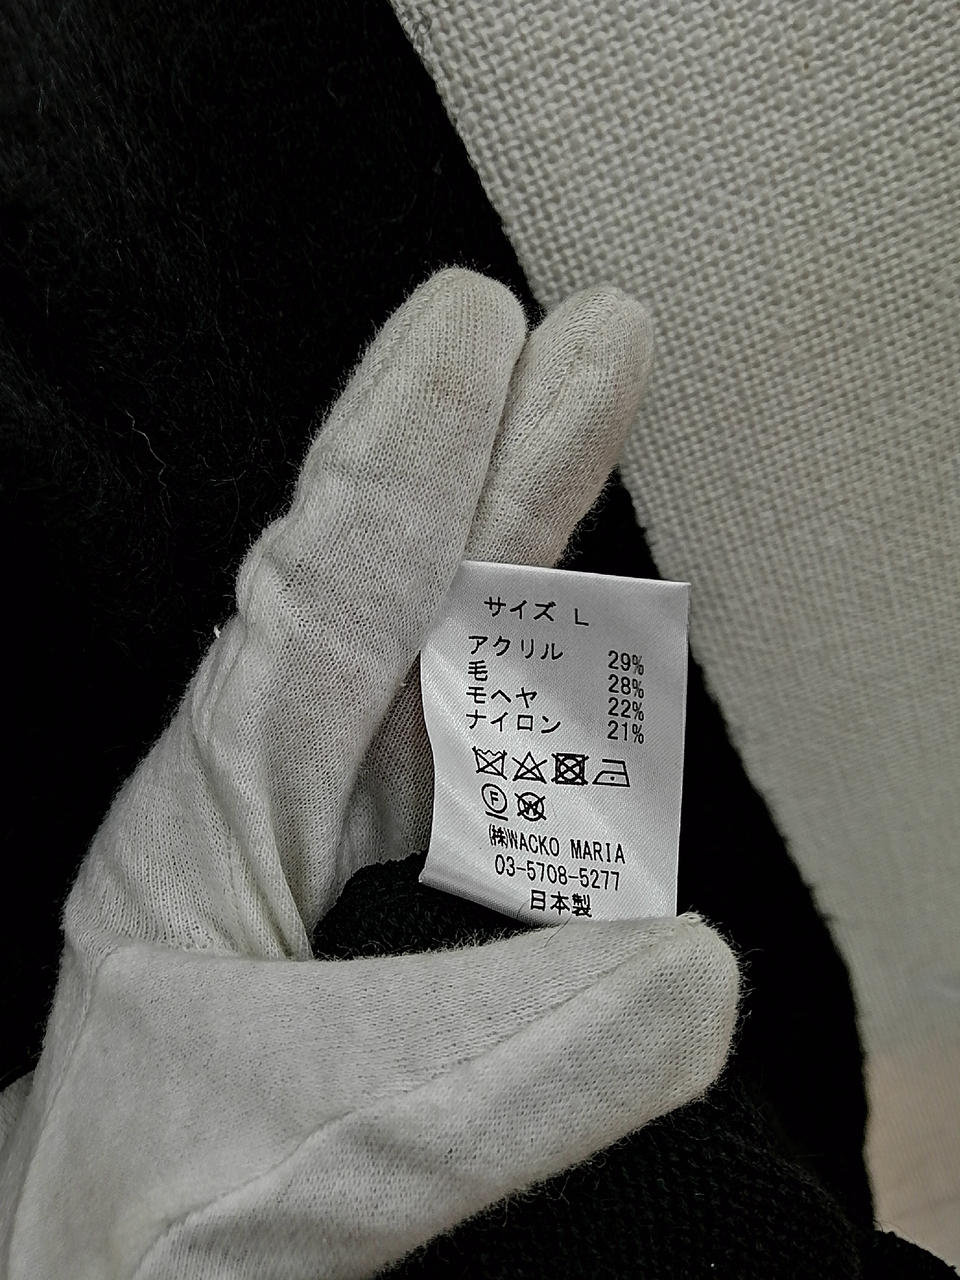 サイズ L
アクリル 29%
毛 28%
モヘヤ 22%
ナイロン 21%
F W
㈱WACKO MARIA
03-5708-5277
日本製